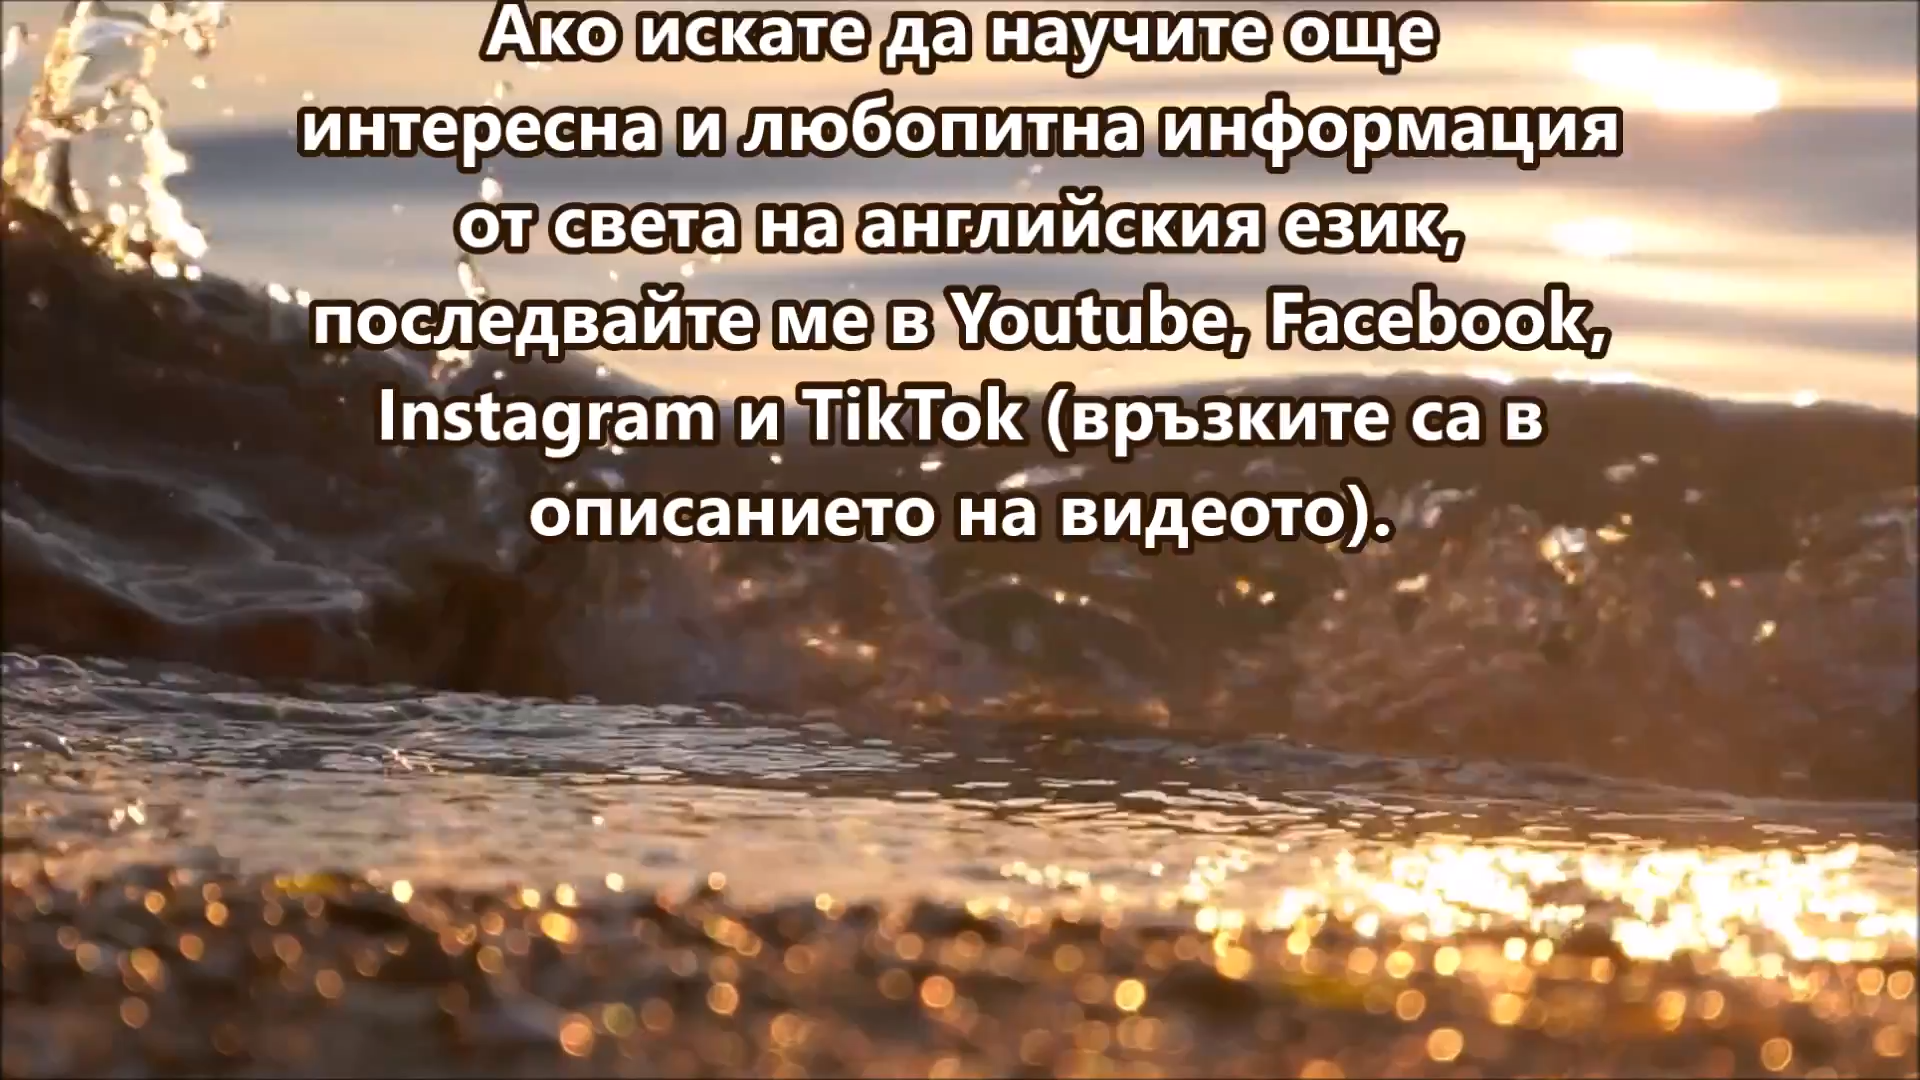 Ако искате да научите още
интересна и любопитна информация
от света на английския език,
последвайте ме в Youtube, Facebook,
Instagram и TikTok (връзките са в
описанието на видеото).